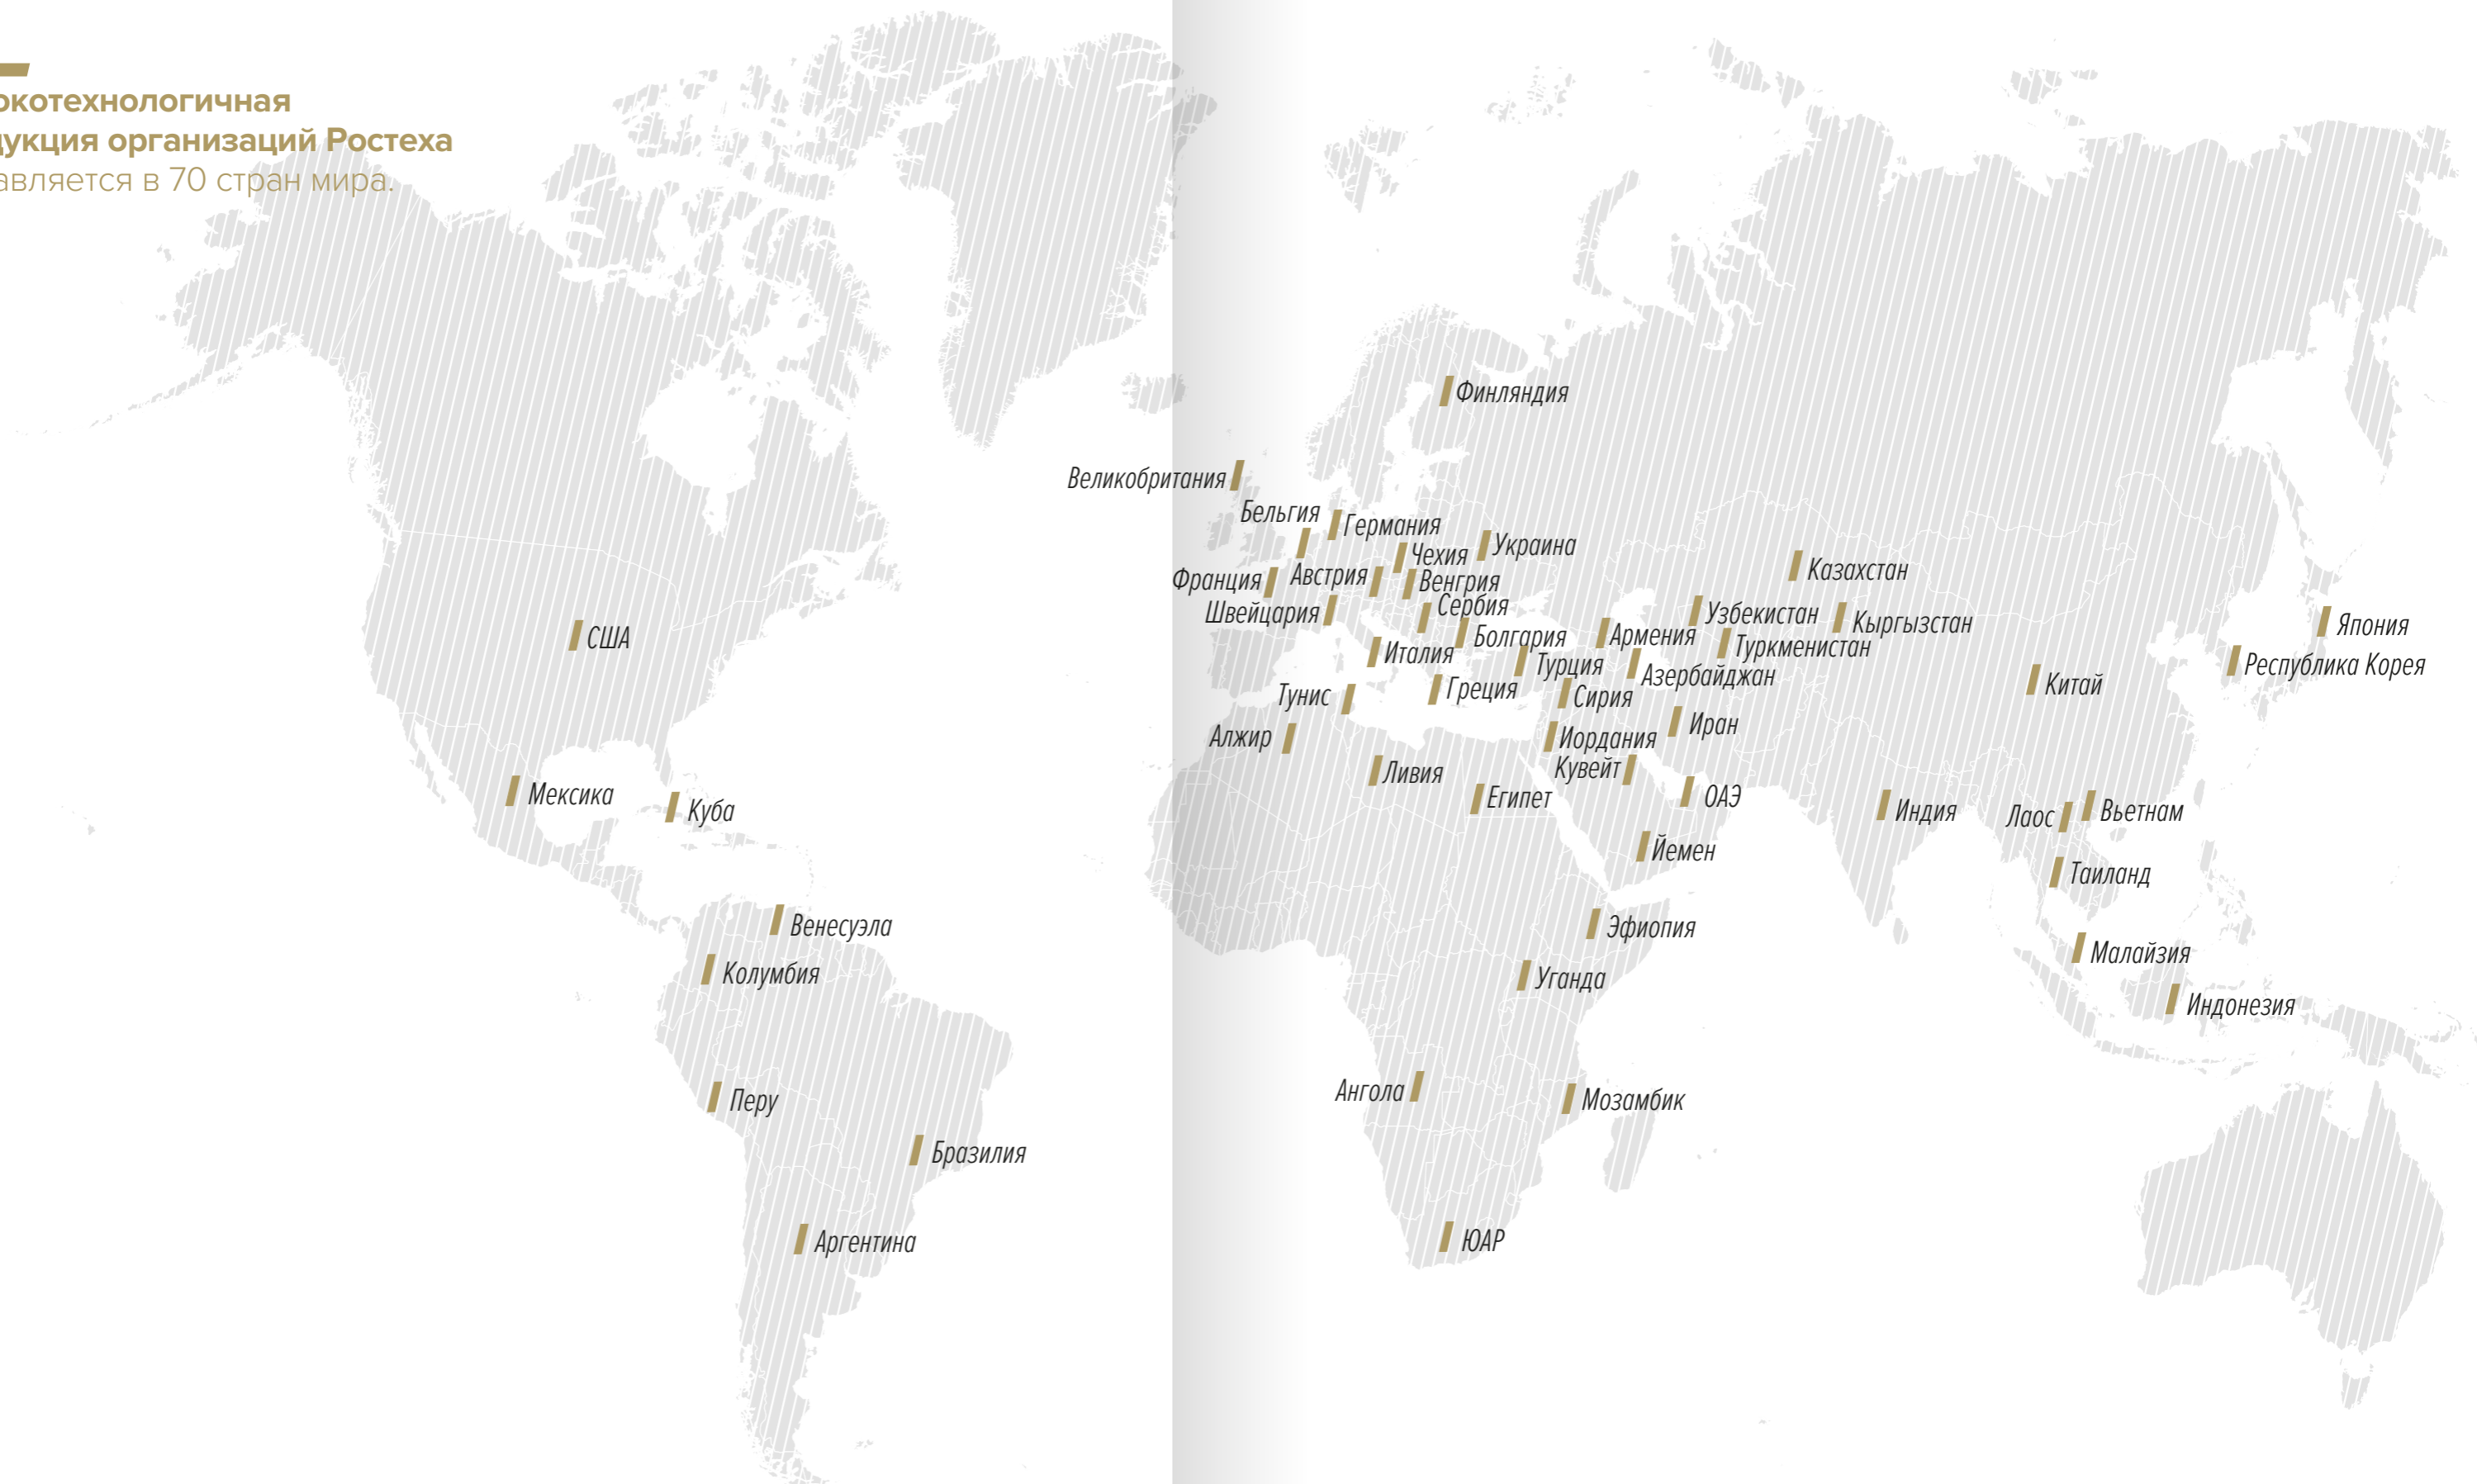 окотехнологичная
дукция организаций Ростеха
авляется в 70 стран мира.
Финляндия
Великобритания
Бельгия
Германия
Украина
Чехия
Франция
Австрия
Венгрия
Казахстан
Швейцария
Сербия
Узбекистан
Кыргызстан
Япония
США
Болгария
Армения
Туркменистан
Италия
Турция
Республика Корея
Азербайджан
Китай
Тунис
Греция
Сирия
Иран
Алжир
Иордания
Ливия
Кувейт
Мексика
Куба
Египет
ОАЭ
Индия
Лаос
Вьетнам
Йемен
Таиланд
Венесуэла
Эфиопия
Колумбия
Малайзия
Уганда
Индонезия
Перу
Ангола
Мозамбик
Бразилия
Аргентина
ЮАР